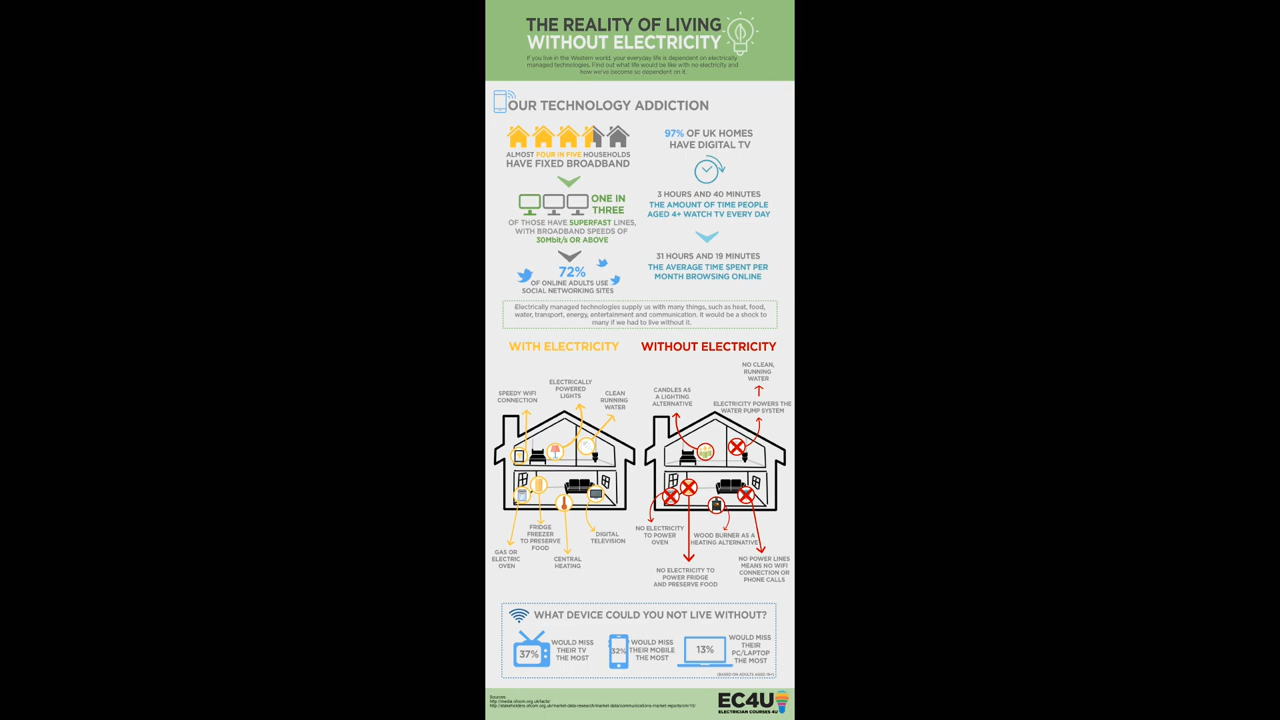 THE REALITY OF LIVING
WITHOUT ELECTRICITY
If you live in the Western world, your everyday life is dependent on electrically
managed technologies. Find out what life would be like with no electricity and
how we've become so dependent on it.
OUR TECHNOLOGY ADDICTION
ALMOST FOUR IN FIVE HOUSEHOLDS
HAVE FIXED BROADBAND
ONE IN
THREE
OF THOSE HAVE SUPERFAST LINES,
WITH BROADBAND SPEEDS OF
30Mbit/s OR ABOVE
72%
OF ONLINE ADULTS USE
SOCIAL NETWORKING SITES
97% OF UK HOMES
HAVE DIGITAL TV
3 HOURS AND 40 MINUTES
THE AMOUNT OF TIME PEOPLE
AGED 4+ WATCH TV EVERY DAY
31 HOURS AND 19 MINUTES
THE AVERAGE TIME SPENT PER
MONTH BROWSING ONLINE
Electrically managed technologies supply us with many things, such as heat, food,
water, transport, energy, entertainment and communication. It would be a shock to
many if we had to live without it.
WITH ELECTRICITY
SPEEDY WIFI
CONNECTION
ELECTRICALLY
POWERED
LIGHTS
CLEAN
RUNNING
WATER
GAS OR
ELECTRIC
OVEN
FRIDGE
FREEZER
TO PRESERVE
FOOD
CENTRAL
HEATING
DIGITAL
TELEVISION
WITHOUT ELECTRICITY
CANDLES AS
A LIGHTING
ALTERNATIVE
NO CLEAN,
RUNNING
WATER
ELECTRICITY POWERS THE
WATER PUMP SYSTEM
NO ELECTRICITY
TO POWER
OVEN
NO ELECTRICITY TO
POWER FRIDGE
AND PRESERVE FOOD
WOOD BURNER AS A
HEATING ALTERNATIVE
NO POWER LINES
MEANS NO WIFI
CONNECTION OR
PHONE CALLS
WHAT DEVICE COULD YOU NOT LIVE WITHOUT?
37%
WOULD MISS
THEIR TV
THE MOST
32%
WOULD MISS
THEIR MOBILE
THE MOST
13%
WOULD MISS
THEIR
PC/LAPTOP
THE MOST
(BASED ON ADULTS AGED 16+)
Sources:
http://media.ofcom.org.uk/facts/
EC4U
ELECTRICIAN COURSES 4U